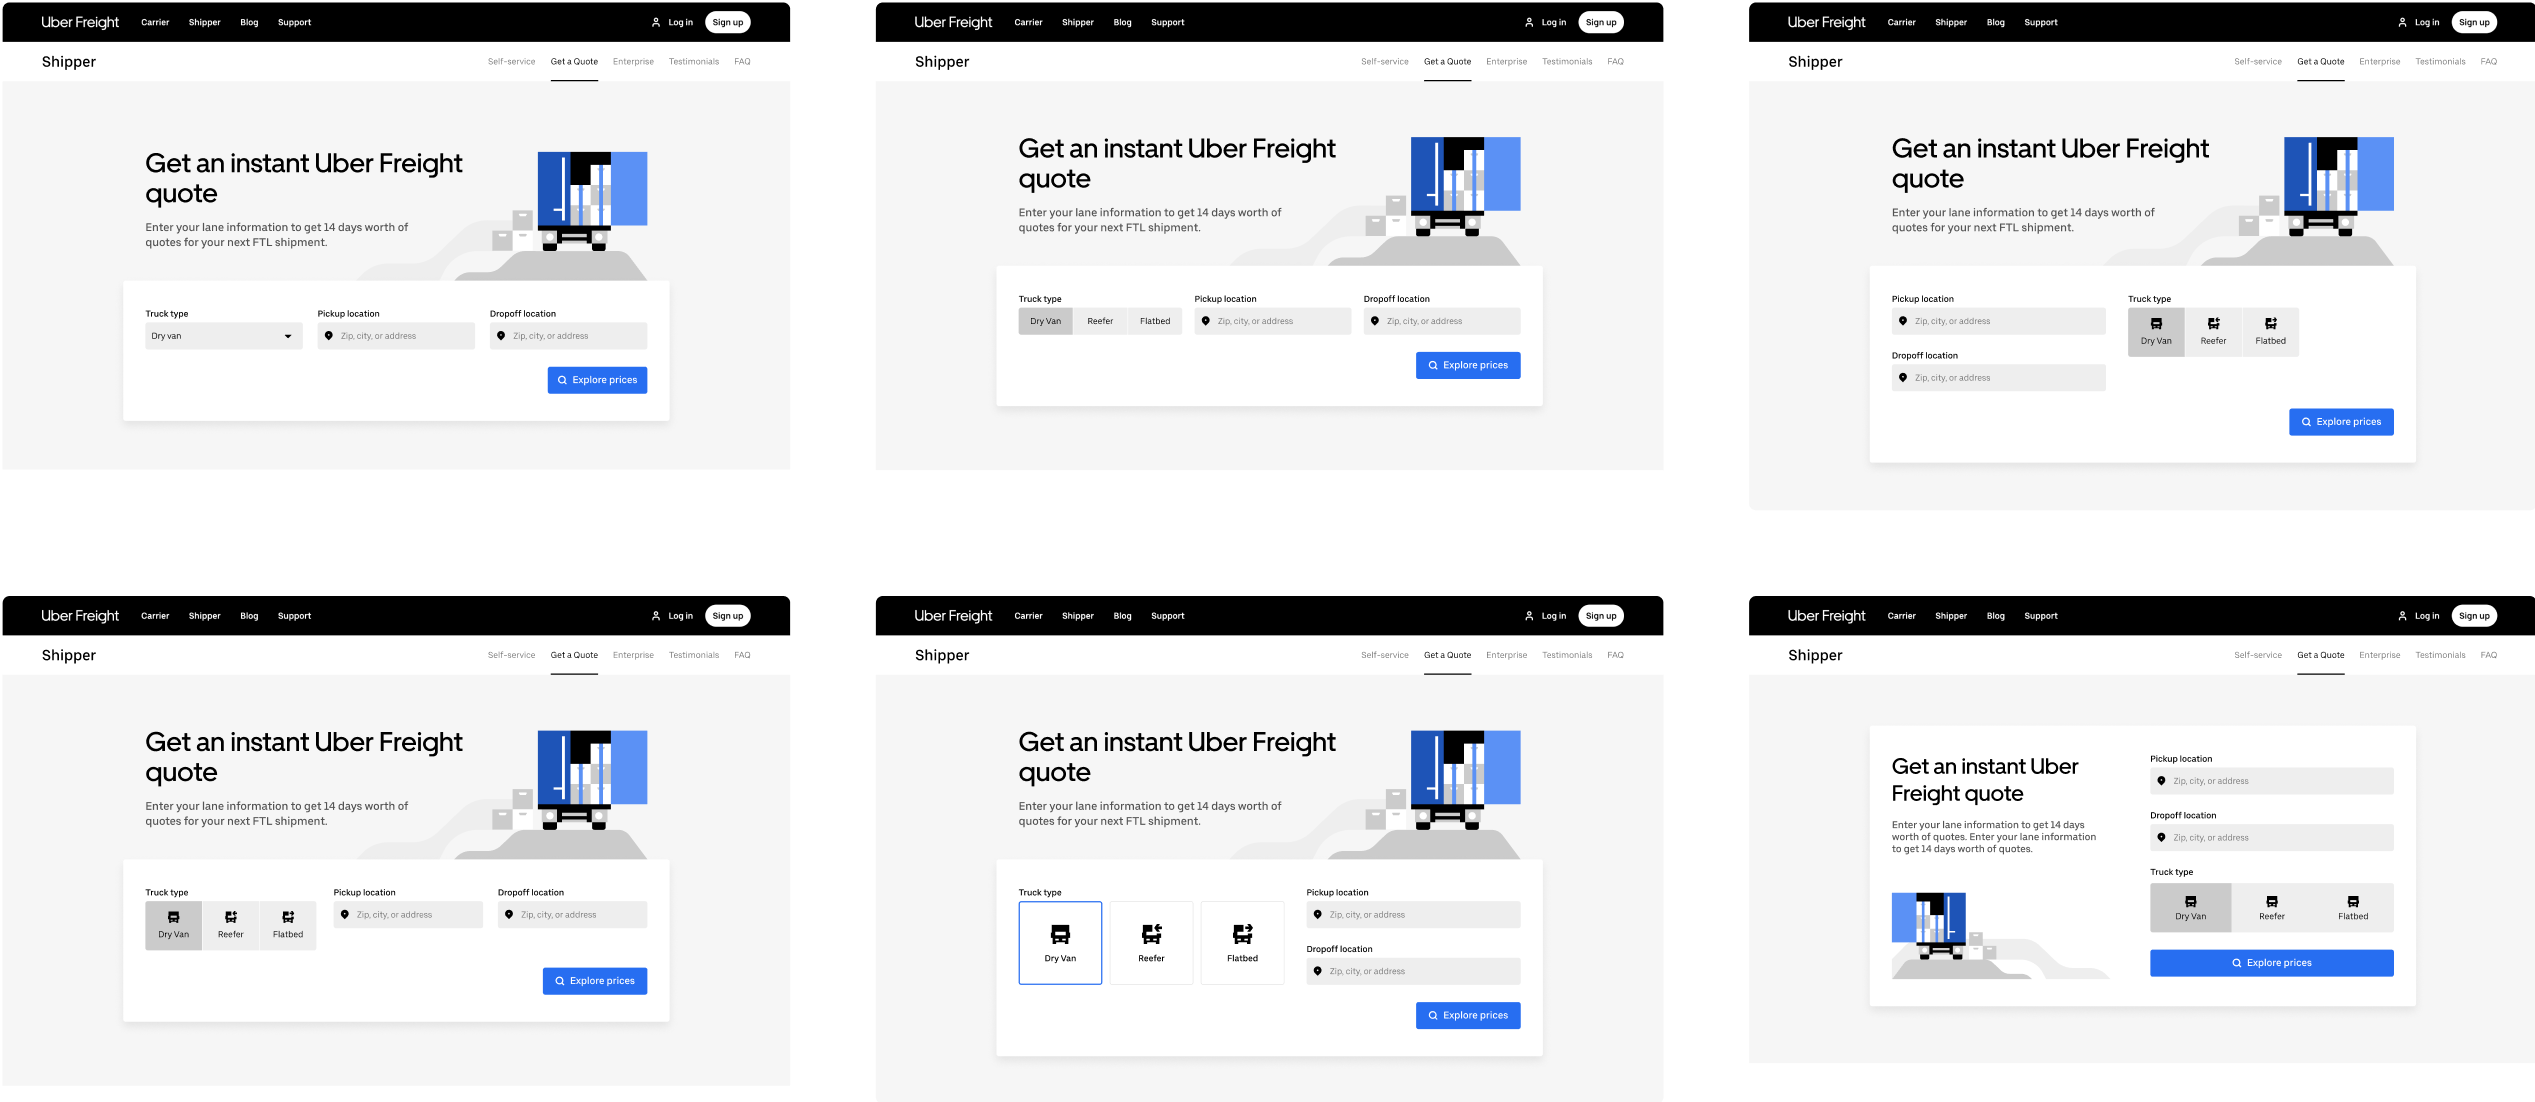 Uber Freight Carrier Shipper Blog Support Log in Sign up
Shipper Self-service Get a Quote Enterprise Testimonials FAQ
Get an instant Uber Freight
quote
Enter your lane information to get 14 days worth of
quotes for your next FTL shipment.
Truck type Pickup location Dropoff location
Dry van Zip, city, or address Zip, city, or address
Explore prices
Uber Freight Carrier Shipper Blog Support Log in Sign up
Shipper Self-service Get a Quote Enterprise Testimonials FAQ
Get an instant Uber Freight
quote
Enter your lane information to get 14 days worth of
quotes for your next FTL shipment.
Truck type Pickup location Dropoff location
Dry Van Reefer Flatbed Zip, city, or address Zip, city, or address
Explore prices
Uber Freight Carrier Shipper Blog Support Log in Sign up
Shipper Self-service Get a Quote Enterprise Testimonials FAQ
Get an instant Uber Freight
quote
Enter your lane information to get 14 days worth of
quotes for your next FTL shipment.
Pickup location Truck type
Zip, city, or address
Dry Van Reefer Flatbed
Dropoff location
Zip, city, or address
Explore prices
Uber Freight Carrier Shipper Blog Support Log in Sign up
Shipper Self-service Get a Quote Enterprise Testimonials FAQ
Get an instant Uber Freight
quote
Enter your lane information to get 14 days worth of
quotes for your next FTL shipment.
Truck type Pickup location Dropoff location
Zip, city, or address Zip, city, or address
Dry Van Reefer Flatbed
Explore prices
Uber Freight Carrier Shipper Blog Support Log in Sign up
Shipper Self-service Get a Quote Enterprise Testimonials FAQ
Get an instant Uber Freight
quote
Enter your lane information to get 14 days worth of
quotes for your next FTL shipment.
Truck type Pickup location
Zip, city, or address
Dropoff location
Dry Van Reefer Flatbed
Zip, city, or address
Explore prices
Uber Freight Carrier Shipper Blog Support Log in Sign up
Shipper Self-service Get a Quote Enterprise Testimonials FAQ
Get an instant Uber
Freight quote
Enter your lane information to get 14 days
worth of quotes. Enter your lane information
to get 14 days worth of quotes.
Pickup location
Zip, city, or address
Dropoff location
Zip, city, or address
Truck type
Dry Van Reefer Flatbed
Explore prices